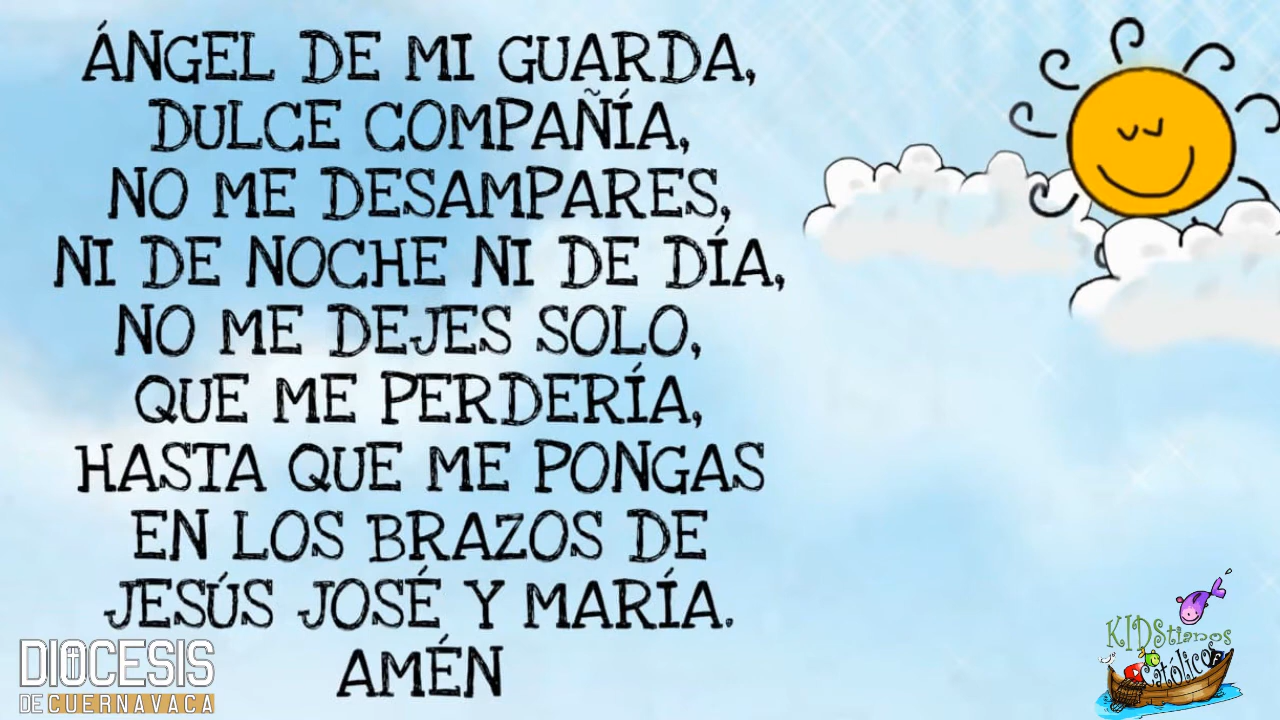 ÁNGEL DE MI GUARDA,
DULCE COMPAÑÍA,
NO ME DESAMPARES,
NI DE NOCHE NI DE DÍA,
NO ME DEJES SOLO,
QUE ME PERDERÍA,
HASTA QUE ME PONGAS
EN LOS BRAZOS DE
JESÚS JOSÉ Y MARÍA.
AMÉN
DIOCESIS
DE CUERNAVACA
KIDStianos
Católicos